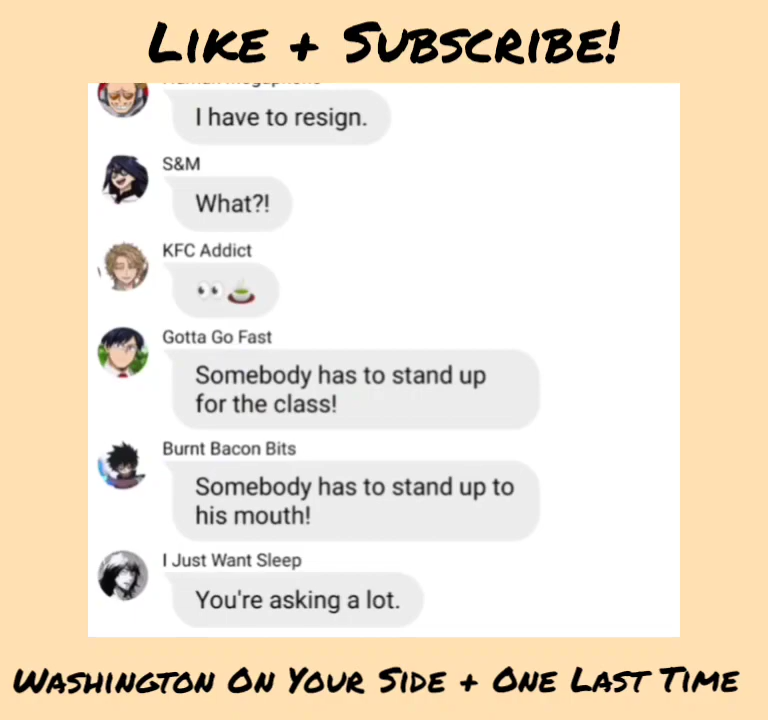 LIKE + SUBSCRIBE!
I have to resign.
S&M
What?!
KFC Addict
👀🍵
Gotta Go Fast
Somebody has to stand up
for the class!
Burnt Bacon Bits
Somebody has to stand up to
his mouth!
I Just Want Sleep
You're asking a lot.
WASHINGTON ON YOUR SIDE + ONE LAST TIME